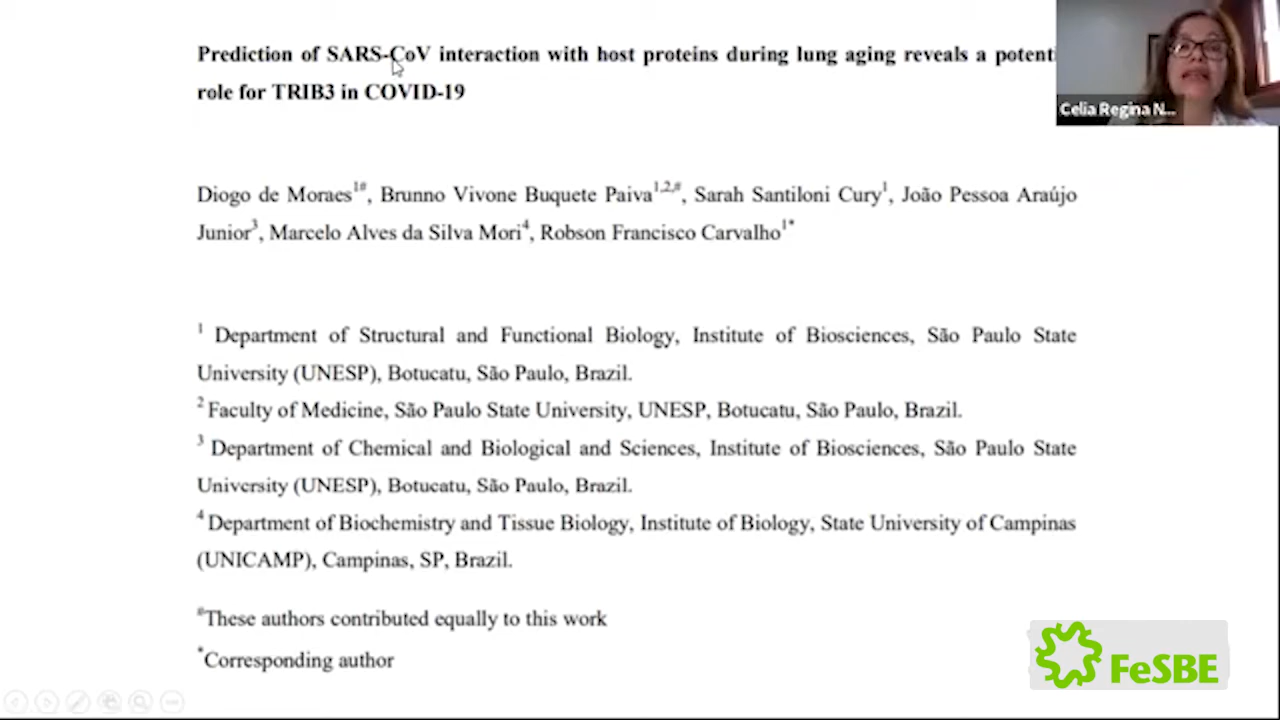 Prediction of SARS-CoV interaction with host proteins during lung aging reveals a potenti
role for TRIB3 in COVID-19
Celia Regina N...
Diogo de Moraes1#, Brunno Vivone Buquete Paiva1,2,#, Sarah Santiloni Cury1, João Pessoa Araújo
Junior3, Marcelo Alves da Silva Mori4, Robson Francisco Carvalho1*
1 Department of Structural and Functional Biology, Institute of Biosciences, São Paulo State
University (UNESP), Botucatu, São Paulo, Brazil.
2 Faculty of Medicine, São Paulo State University, UNESP, Botucatu, São Paulo, Brazil.
3 Department of Chemical and Biological and Sciences, Institute of Biosciences, São Paulo State
University (UNESP), Botucatu, São Paulo, Brazil.
4 Department of Biochemistry and Tissue Biology, Institute of Biology, State University of Campinas
(UNICAMP), Campinas, SP, Brazil.
#These authors contributed equally to this work
*Corresponding author
FeSBE